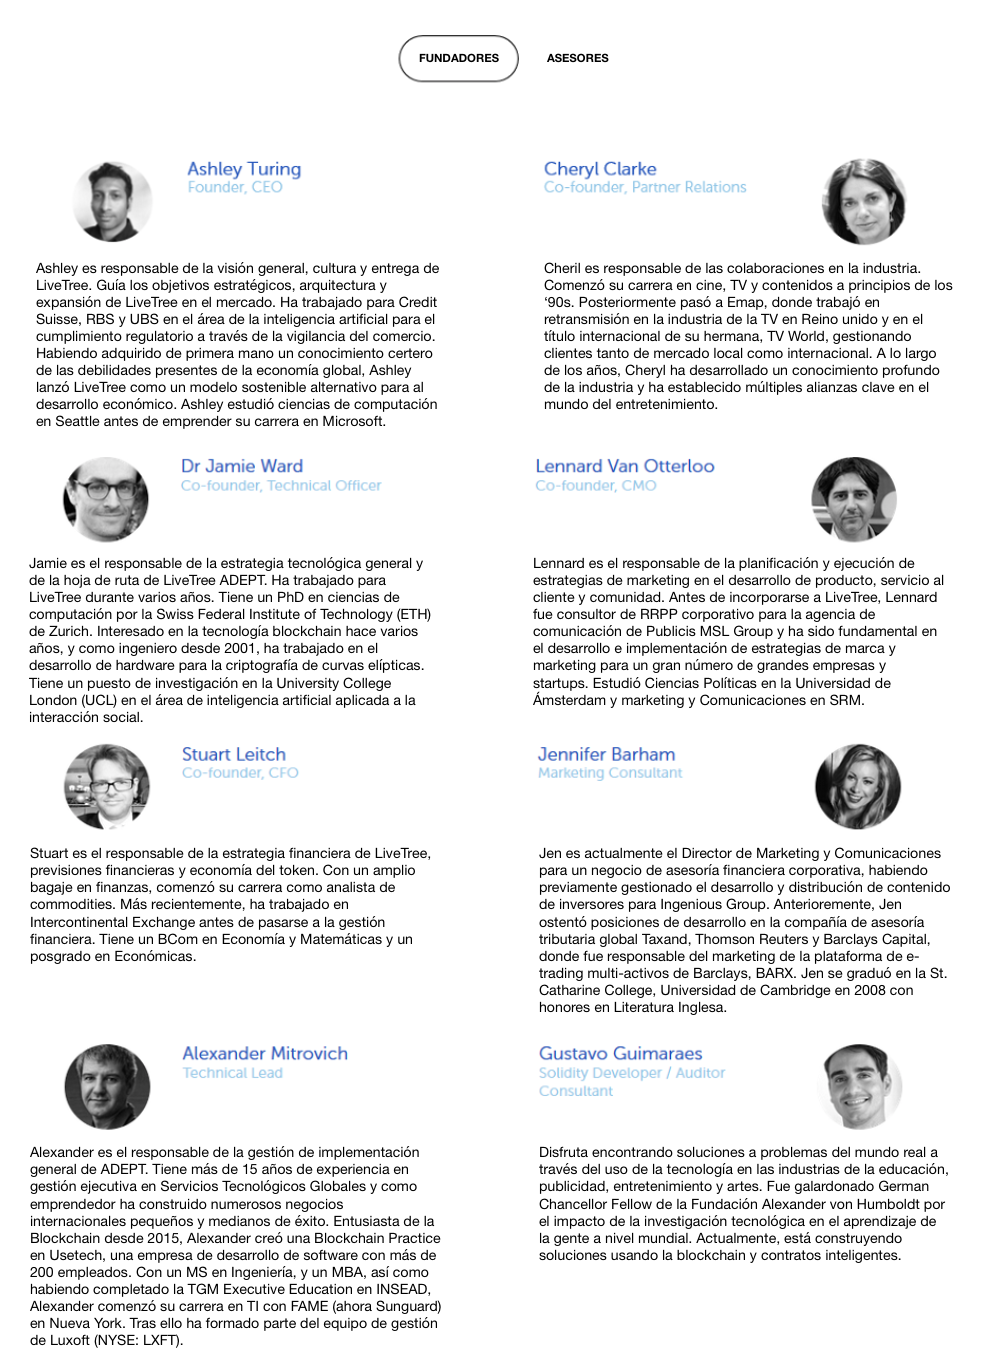 FUNDADORES
ASESORES
Ashley Turing
Founder, CEO
Ashley es responsable de la visión general, cultura y entrega de
LiveTree. Guía los objetivos estratégicos, arquitectura y
expansión de LiveTree en el mercado. Ha trabajado para Credit
Suisse, RBS y UBS en el área de la inteligencia artificial para el
cumplimiento regulatorio a través de la vigilancia del comercio.
Habiendo adquirido de primera mano un conocimiento certero
de las debilidades presentes de la economía global, Ashley
lanzó LiveTree como un modelo sostenible alternativo para al
desarrollo económico. Ashley estudió ciencias de computación
en Seattle antes de emprender su carrera en Microsoft.
Cheryl Clarke
Co-founder, Partner Relations
Cheril es responsable de las colaboraciones en la industria.
Comenzó su carrera en cine, TV y contenidos a principios de los
‘90s. Posteriormente pasó a Emap, donde trabajó en
retransmisión en la industria de la TV en Reino unido y en el
título internacional de su hermana, TV World, gestionando
clientes tanto de mercado local como internacional. A lo largo
de los años, Cheryl ha desarrollado un conocimiento profundo
de la industria y ha establecido múltiples alianzas clave en el
mundo del entretenimiento.
Dr Jamie Ward
Co-founder, Technical Officer
Jamie es el responsable de la estrategia tecnológica general y
de la hoja de ruta de LiveTree ADEPT. Ha trabajado para
LiveTree durante varios años. Tiene un PhD en ciencias de
computación por la Swiss Federal Institute of Technology (ETH)
de Zurich. Interesado en la tecnología blockchain hace varios
años, y como ingeniero desde 2001, ha trabajado en el
desarrollo de hardware para la criptografía de curvas elípticas.
Tiene un puesto de investigación en la University College
London (UCL) en el área de inteligencia artificial aplicada a la
interacción social.
Lennard Van Otterloo
Co-founder, CMO
Lennard es el responsable de la planificación y ejecución de
estrategias de marketing en el desarrollo de producto, servicio al
cliente y comunidad. Antes de incorporarse a LiveTree, Lennard
fue consultor de RRPP corporativo para la agencia de
comunicación de Publicis MSL Group y ha sido fundamental en
el desarrollo e implementación de estrategias de marca y
marketing para un gran número de grandes empresas y
startups. Estudió Ciencias Políticas en la Universidad de
Ámsterdam y marketing y Comunicaciones en SRM.
Stuart Leitch
Co-founder, CFO
Stuart es el responsable de la estrategia financiera de LiveTree,
previsiones financieras y economía del token. Con un amplio
bagaje en finanzas, comenzó su carrera como analista de
commodities. Más recientemente, ha trabajado en
Intercontinental Exchange antes de pasarse a la gestión
financiera. Tiene un BCom en Economía y Matemáticas y un
posgrado en Económicas.
Jennifer Barham
Marketing Consultant
Jen es actualmente el Director de Marketing y Comunicaciones
para un negocio de asesoría financiera corporativa, habiendo
previamente gestionado el desarrollo y distribución de contenido
de inversores para Ingenious Group. Anterioremente, Jen
ostentó posiciones de desarrollo en la compañía de asesoría
tributaria global Taxand, Thomson Reuters y Barclays Capital,
donde fue responsable del marketing de la plataforma de e-
trading multi-activos de Barclays, BARX. Jen se graduó en la St.
Catharine College, Universidad de Cambridge en 2008 con
honores en Literatura Inglesa.
Alexander Mitrovich
Technical Lead
Alexander es el responsable de la gestión de implementación
general de ADEPT. Tiene más de 15 años de experiencia en
gestión ejecutiva en Servicios Tecnológicos Globales y como
emprendedor ha construido numerosos negocios
internacionales pequeños y medianos de éxito. Entusiasta de la
Blockchain desde 2015, Alexander creó una Blockchain Practice
en Usetech, una empresa de desarrollo de software con más de
200 empleados. Con un MS en Ingeniería, y un MBA, así como
habiendo completado la TGM Executive Education en INSEAD,
Alexander comenzó su carrera en TI con FAME (ahora Sunguard)
en Nueva York. Tras ello ha formado parte del equipo de gestión
de Luxoft (NYSE: LXFT).
Gustavo Guimaraes
Solidity Developer / Auditor
Consultant
Disfruta encontrando soluciones a problemas del mundo real a
través del uso de la tecnología en las industrias de la educación,
publicidad, entretenimiento y artes. Fue galardonado German
Chancellor Fellow de la Fundación Alexander von Humboldt por
el impacto de la investigación tecnológica en el aprendizaje de
la gente a nivel mundial. Actualmente, está construyendo
soluciones usando la blockchain y contratos inteligentes.